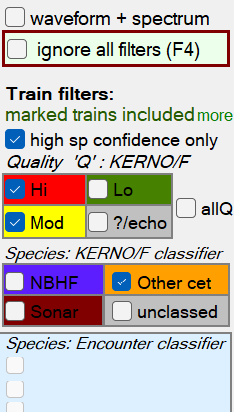 waveform + spectrum
ignore all filters (F4)
Train filters:
marked trains included more
high sp confidence only
Quality 'Q' : KERNO/F
Hi Lo
allQ
Mod ?/echo
Species: KERNO/F classifier
NBHF Other cet
Sonar unclassed
Species: Encounter classifier